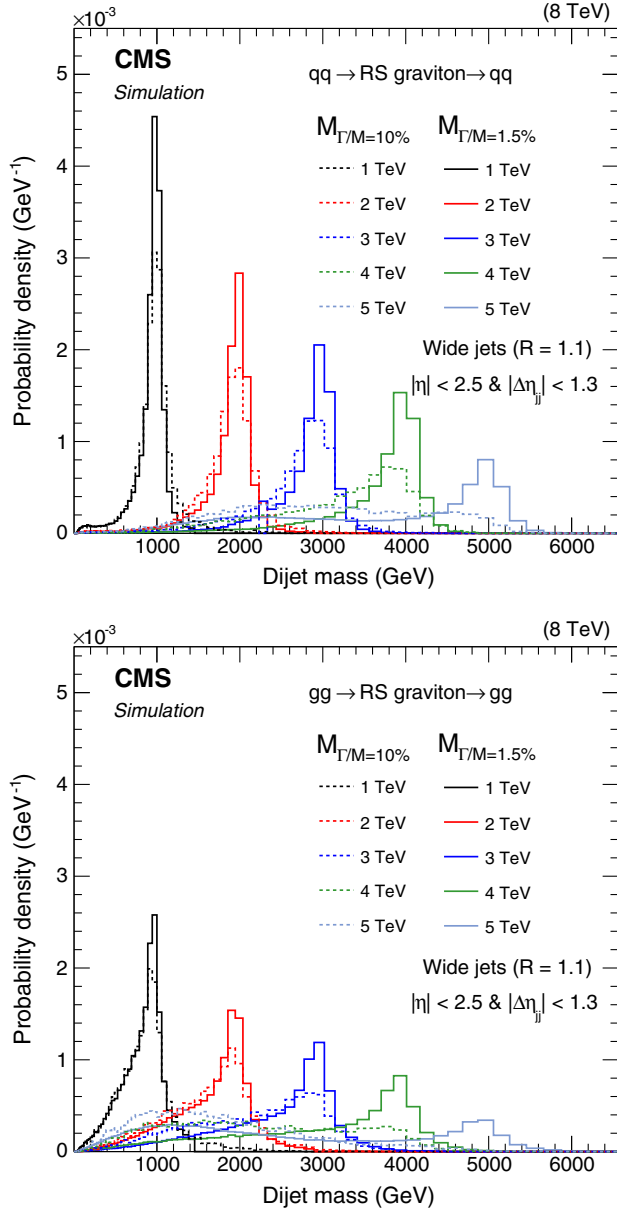 ×10⁻³
(8 TeV)
CMS
Simulation
qq → RS graviton → qq
M_Γ/M=10% M_Γ/M=1.5%
1 TeV 1 TeV
2 TeV 2 TeV
3 TeV 3 TeV
4 TeV 4 TeV
5 TeV 5 TeV
Wide jets (R = 1.1)
|η| < 2.5 & |Δη_jj| < 1.3
Probability density (GeV⁻¹)
5
4
3
2
1
0
1000 2000 3000 4000 5000 6000
Dijet mass (GeV)
×10⁻³
(8 TeV)
CMS
Simulation
gg → RS graviton → gg
M_Γ/M=10% M_Γ/M=1.5%
1 TeV 1 TeV
2 TeV 2 TeV
3 TeV 3 TeV
4 TeV 4 TeV
5 TeV 5 TeV
Wide jets (R = 1.1)
|η| < 2.5 & |Δη_jj| < 1.3
Probability density (GeV⁻¹)
5
4
3
2
1
0
1000 2000 3000 4000 5000 6000
Dijet mass (GeV)